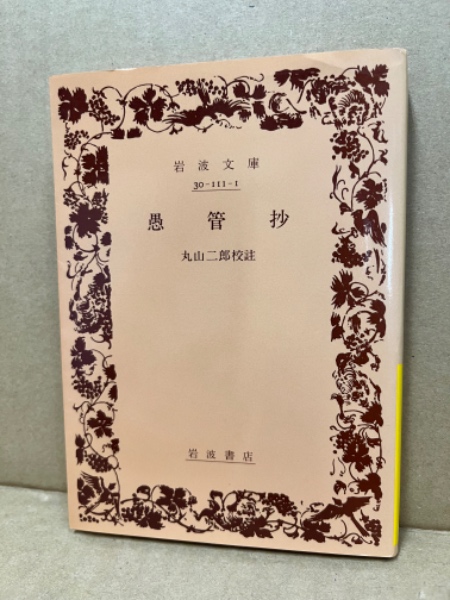 岩波文庫
30-111-1
愚管抄
丸山二郎校註
岩波書店